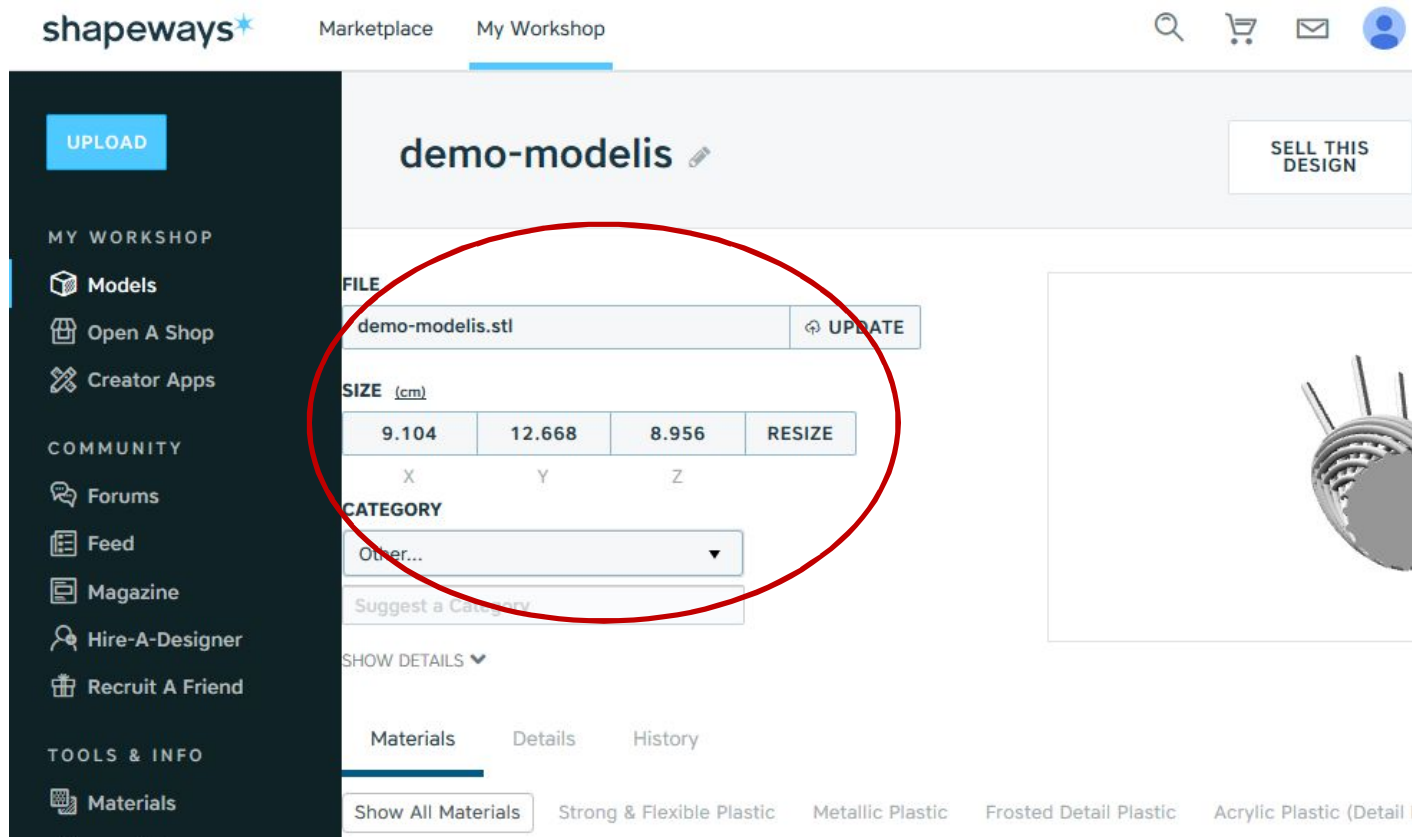 shapeways
Marketplace
My Workshop
UPLOAD
MY WORKSHOP
Models
Open A Shop
Creator Apps
COMMUNITY
Forums
Feed
Magazine
Hire-A-Designer
Recruit A Friend
TOOLS & INFO
Materials
demo-modelis
SELL THIS
DESIGN
FILE
demo-modelis.stl
UPDATE
SIZE (cm)
9.104 12.668 8.956 RESIZE
X Y Z
CATEGORY
Other...
Suggest a Category
SHOW DETAILS
Materials Details History
Show All Materials Strong & Flexible Plastic Metallic Plastic Frosted Detail Plastic Acrylic Plastic (Detail